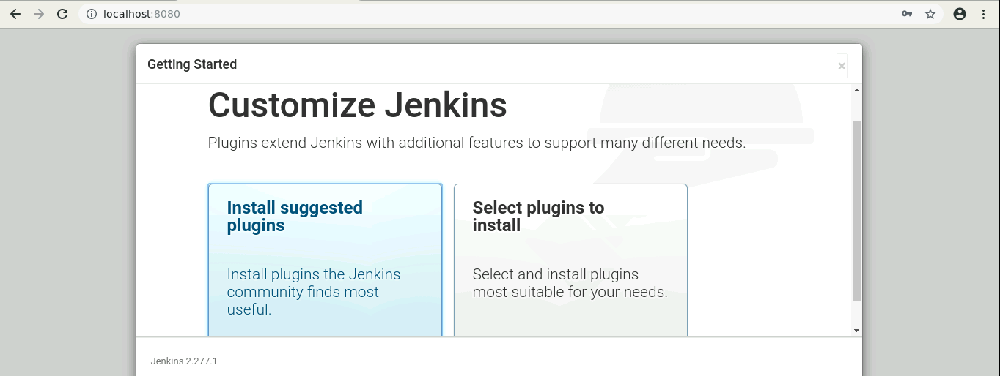 localhost:8080
Getting Started
×
Customize Jenkins
Plugins extend Jenkins with additional features to support many different needs.
Install suggested
plugins
Install plugins the Jenkins
community finds most
useful.
Select plugins to
install
Select and install plugins
most suitable for your needs.
Jenkins 2.277.1